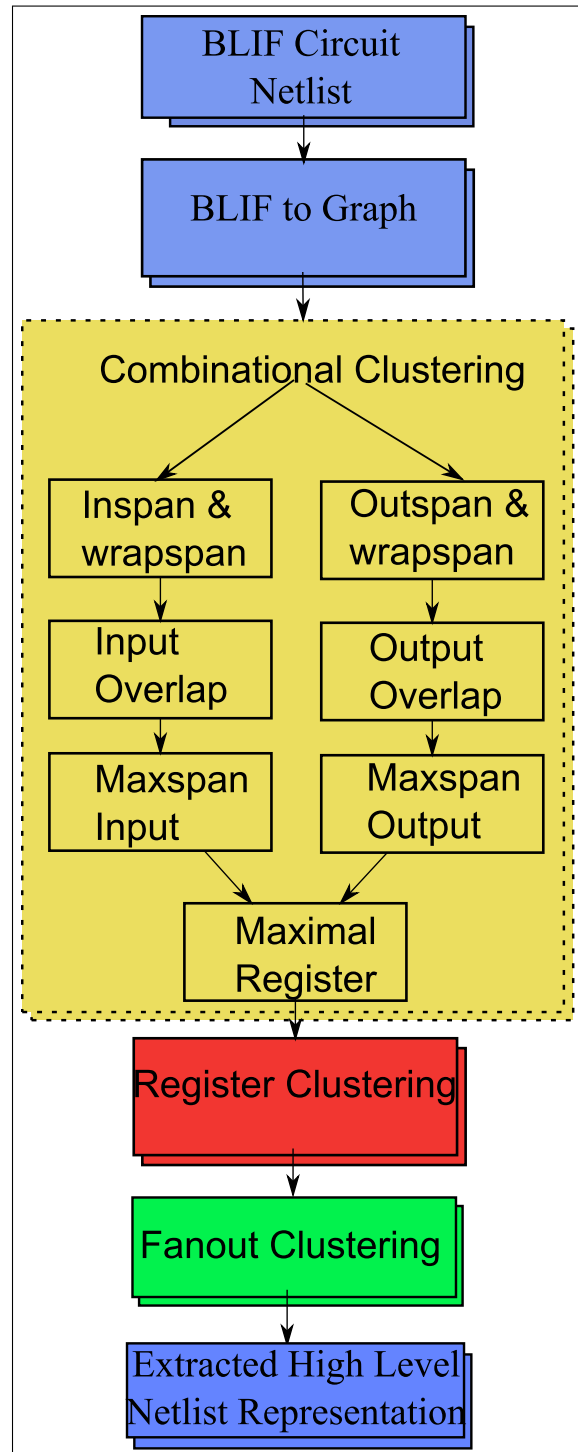 BLIF Circuit
Netlist
BLIF to Graph
Combinational Clustering
Inspan &
wrapspan
Outspan &
wrapspan
Input
Overlap
Output
Overlap
Maxspan
Input
Maxspan
Output
Maximal
Register
Register Clustering
Fanout Clustering
Extracted High Level
Netlist Representation